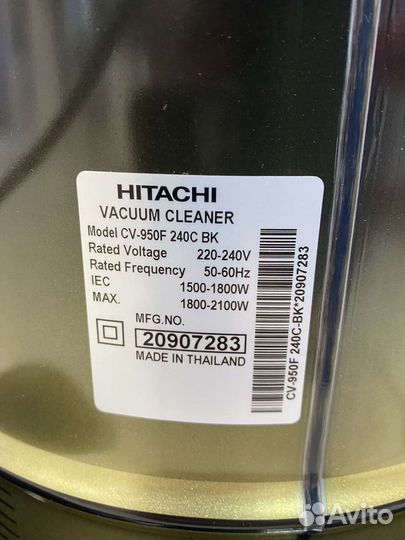 HITACHI
VACUUM CLEANER
Model CV-950F 240C BK
Rated Voltage 220-240V
Rated Frequency 50-60Hz
IEC 1500-1800W
MAX. 1800-2100W
MFG.NO.
20907283
MADE IN THAILAND
CV-950F 240C-BK*20907283
Avito